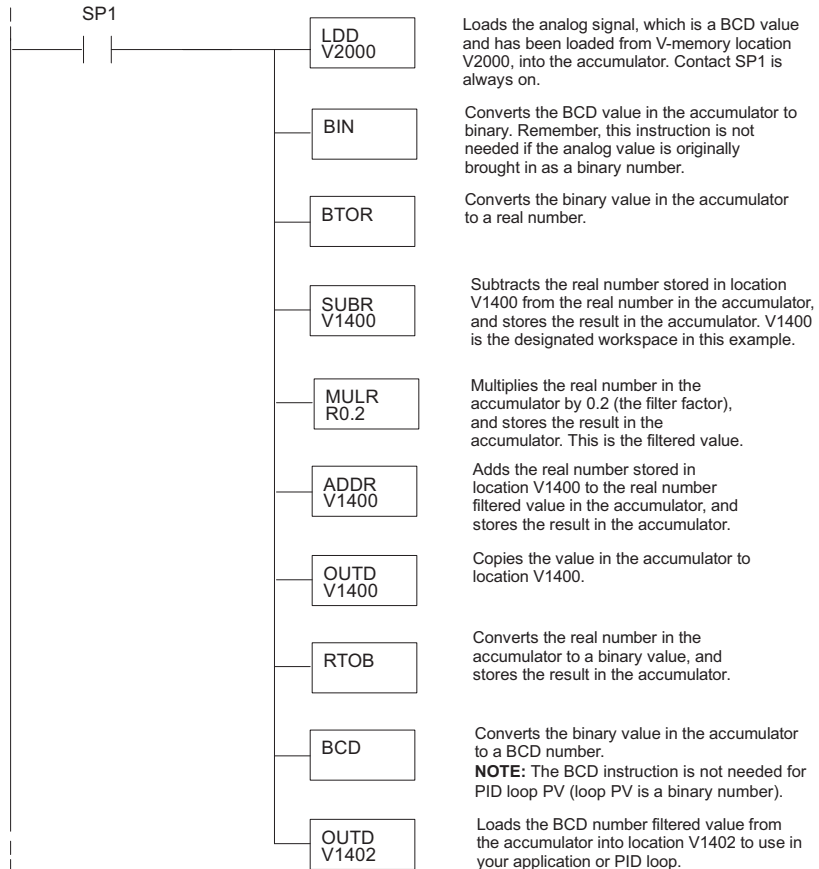 SP1
LDD
V2000
Loads the analog signal, which is a BCD value
and has been loaded from V-memory location
V2000, into the accumulator. Contact SP1 is
always on.
BIN
Converts the BCD value in the accumulator to
binary. Remember, this instruction is not
needed if the analog value is originally
brought in as a binary number.
BTOR
Converts the binary value in the accumulator
to a real number.
SUBR
V1400
Subtracts the real number stored in location
V1400 from the real number in the accumulator,
and stores the result in the accumulator. V1400
is the designated workspace in this example.
MULR
R0.2
Multiplies the real number in the
accumulator by 0.2 (the filter factor),
and stores the result in the
accumulator. This is the filtered value.
ADDR
V1400
Adds the real number stored in
location V1400 to the real number
filtered value in the accumulator, and
stores the result in the accumulator.
OUTD
V1400
Copies the value in the accumulator to
location V1400.
RTOB
Converts the real number in the
accumulator to a binary value, and
stores the result in the accumulator.
BCD
Converts the binary value in the accumulator
to a BCD number.
NOTE: The BCD instruction is not needed for
PID loop PV (loop PV is a binary number).
OUTD
V1402
Loads the BCD number filtered value from
the accumulator into location V1402 to use in
your application or PID loop.